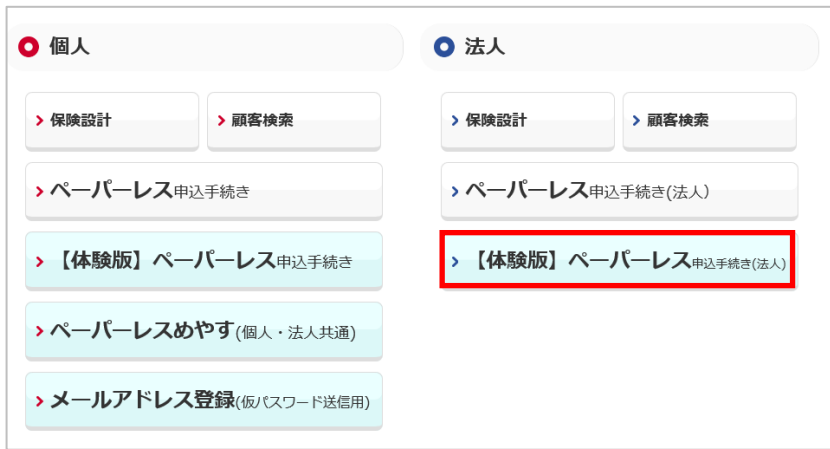 個人
保険設計
顧客検索
ペーパーレス申込手続き
【体験版】ペーパーレス申込手続き
ペーパーレスめやす(個人・法人共通)
メールアドレス登録(仮パスワード送信用)
法人
保険設計
顧客検索
ペーパーレス申込手続き(法人)
【体験版】ペーパーレス申込手続き(法人)